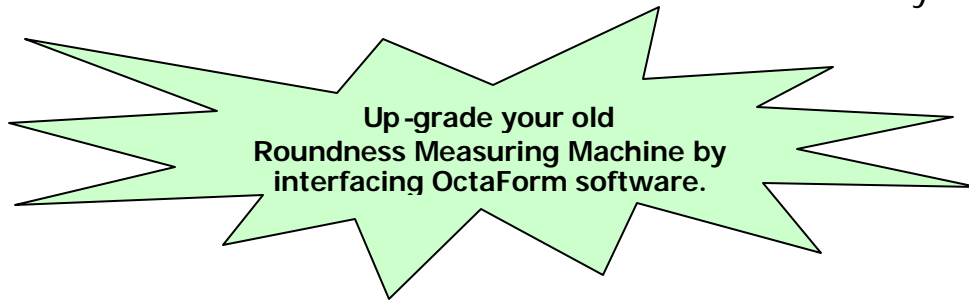 Up-grade your old
Roundness Measuring Machine by
interfacing OctaForm software.